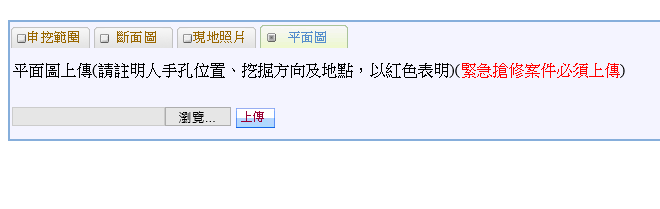 申挖範圍 斷面圖 現地照片 平面圖
平面圖上傳(請註明人手孔位置、挖掘方向及地點，以紅色表明)(緊急搶修案件必須上傳)
瀏覽... 上傳